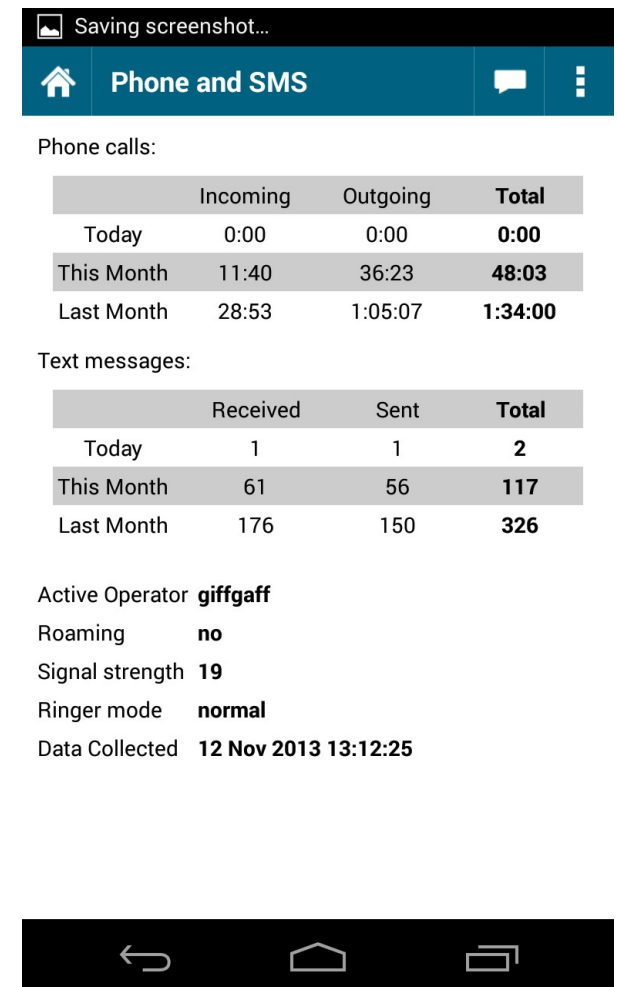 Saving screenshot...
Phone and SMS
Phone calls:
Incoming Outgoing Total
Today 0:00 0:00 0:00
This Month 11:40 36:23 48:03
Last Month 28:53 1:05:07 1:34:00
Text messages:
Received Sent Total
Today 1 1 2
This Month 61 56 117
Last Month 176 150 326
Active Operator giffgaff
Roaming no
Signal strength 19
Ringer mode normal
Data Collected 12 Nov 2013 13:12:25